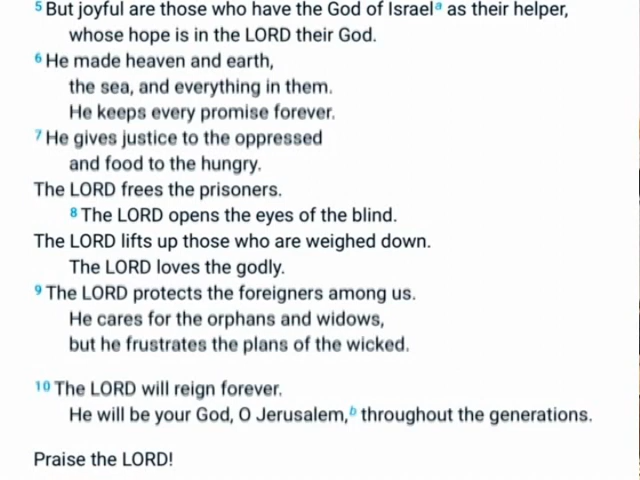 5 But joyful are those who have the God of Israel a as their helper,
whose hope is in the LORD their God.
6 He made heaven and earth,
the sea, and everything in them.
He keeps every promise forever.
7 He gives justice to the oppressed
and food to the hungry.
The LORD frees the prisoners.
8 The LORD opens the eyes of the blind.
The LORD lifts up those who are weighed down.
The LORD loves the godly.
9 The LORD protects the foreigners among us.
He cares for the orphans and widows,
but he frustrates the plans of the wicked.
10 The LORD will reign forever.
He will be your God, O Jerusalem, b throughout the generations.
Praise the LORD!